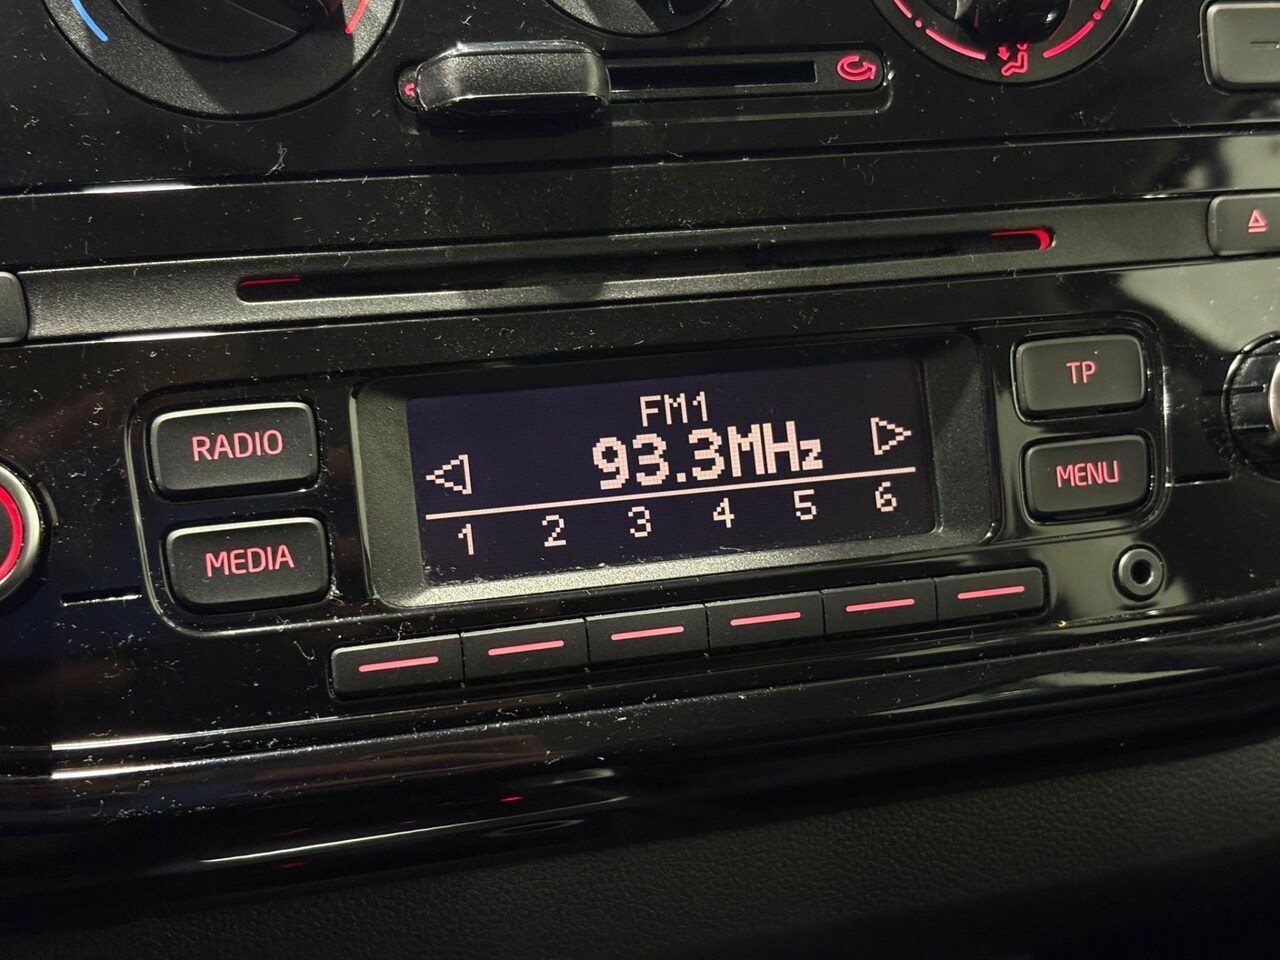 FM1
93.3MHz
1 2 3 4 5 6
RADIO
MEDIA
TP
MENU